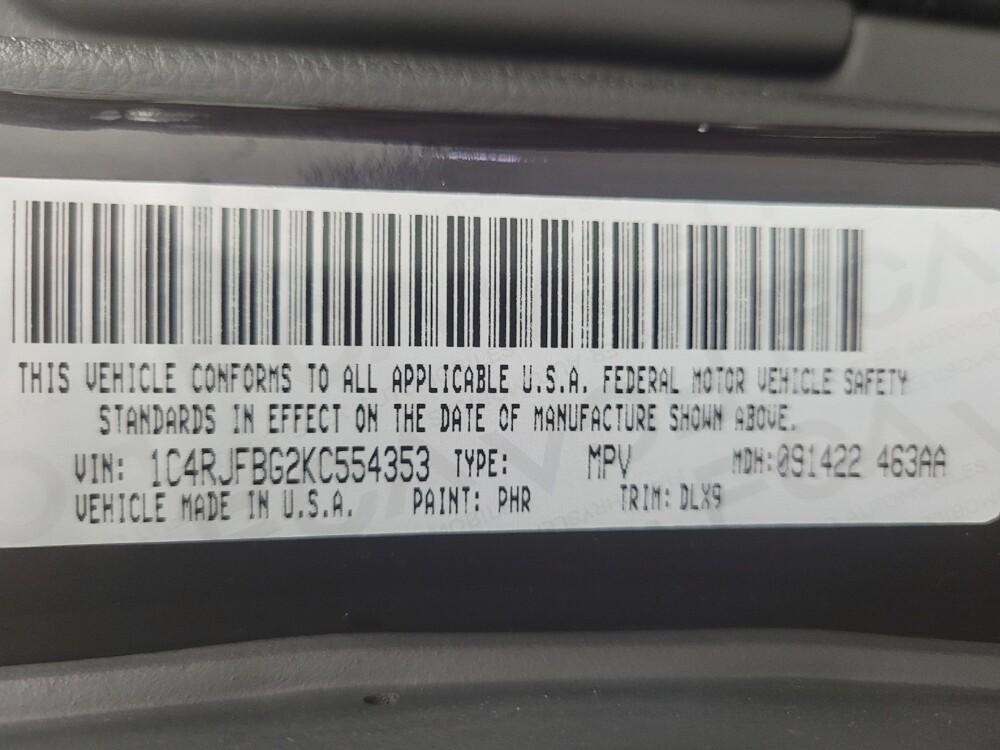 THIS VEHICLE CONFORMS TO ALL APPLICABLE U.S.A. FEDERAL MOTOR VEHICLE SAFETY
STANDARDS IN EFFECT ON THE DATE OF MANUFACTURE SHOWN ABOVE.
VIN: 1C4RJFBG2KC554353 TYPE: MPV MDH:091422 463AA
VEHICLE MADE IN U.S.A. PAINT: PHR TRIM: DLX9